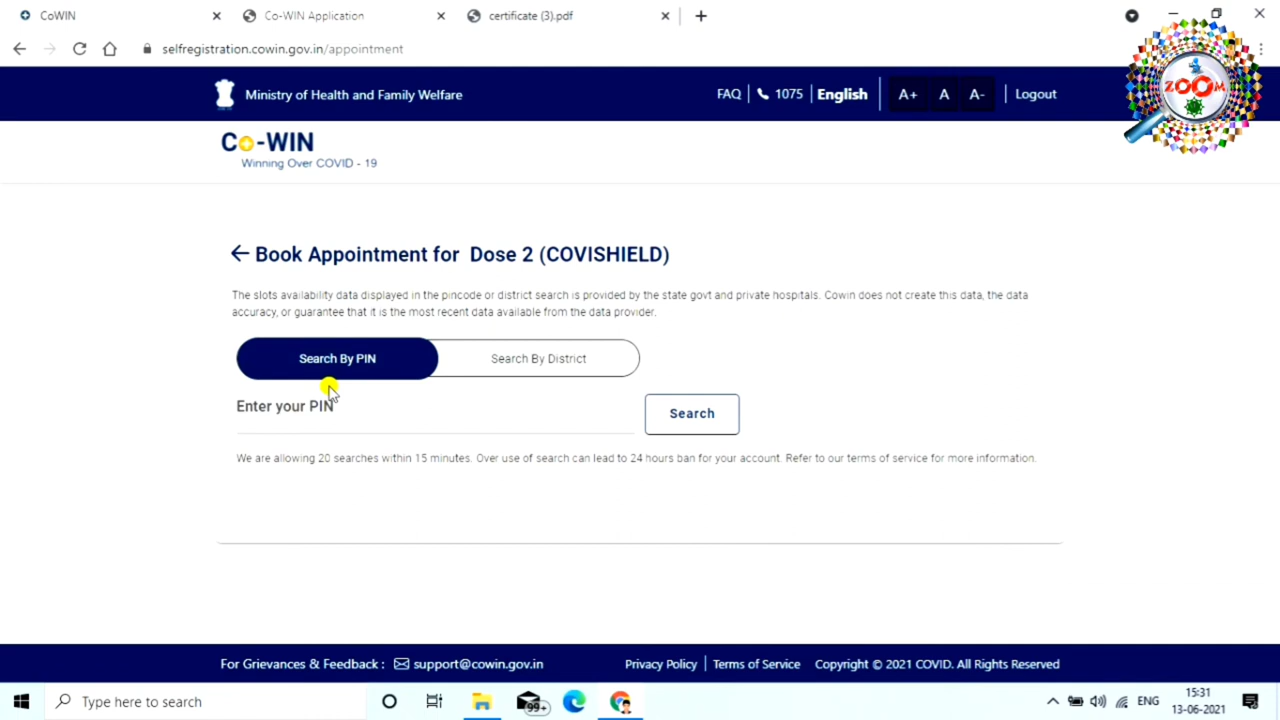 CoWIN
Co-WIN Application
certificate (3).pdf
selfregistration.cowin.gov.in/appointment
ZOOM
Ministry of Health and Family Welfare
FAQ
1075
English
A+
A
A-
Logout
Co-WIN
Winning Over COVID - 19
Book Appointment for Dose 2 (COVISHIELD)
The slots availability data displayed in the pincode or district search is provided by the state govt and private hospitals. Cowin does not create this data, the data
accuracy, or guarantee that it is the most recent data available from the data provider.
Search By PIN
Search By District
Enter your PIN
Search
We are allowing 20 searches within 15 minutes. Over use of search can lead to 24 hours ban for your account. Refer to our terms of service for more information.
For Grievances & Feedback :
support@cowin.gov.in
Privacy Policy
Terms of Service
Copyright © 2021 COVID. All Rights Reserved
Type here to search
99+
ENG
15:31
13-06-2021